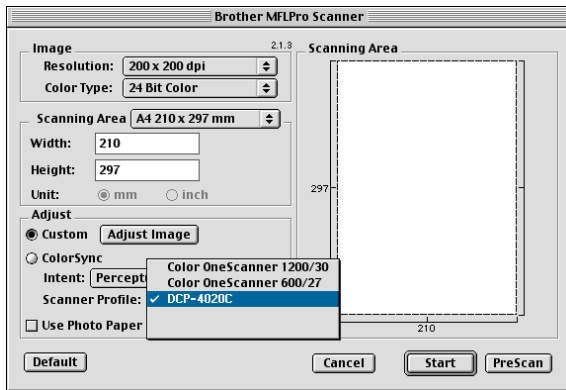 Brother MFLPro Scanner
Image
2.1.3
Resolution: 200 x 200 dpi
Color Type: 24 Bit Color
Scanning Area A4 210 x 297 mm
Width: 210
Height: 297
Unit: mm inch
Adjust
Custom Adjust Image
ColorSync
Intent:
Scanner Profile:
Color OneScanner 1200/30
Color OneScanner 600/27
✓ DCP-4020C
Use Photo Paper
Scanning Area
297
210
Default
Cancel
Start
PreScan